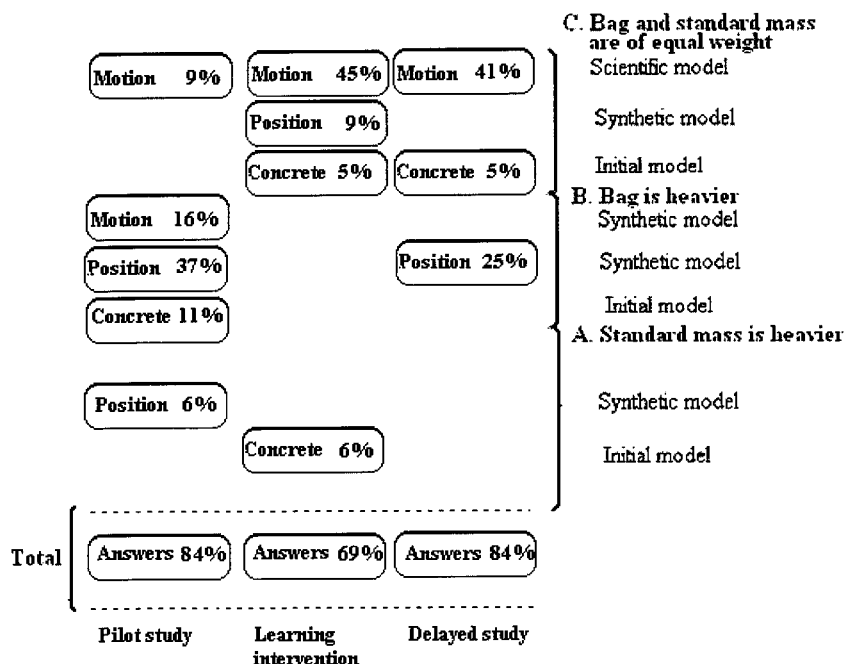 C. Bag and standard mass
are of equal weight
Motion 9%
Motion 45%
Motion 41%
Scientific model
Position 9%
Synthetic model
Concrete 5%
Concrete 5%
Initial model
B. Bag is heavier
Motion 16%
Synthetic model
Position 37%
Position 25%
Synthetic model
Concrete 11%
Initial model
A. Standard mass is heavier
Position 6%
Synthetic model
Concrete 6%
Initial model
Total
Answers 84%
Answers 69%
Answers 84%
Pilot study
Learning
intervention
Delayed study